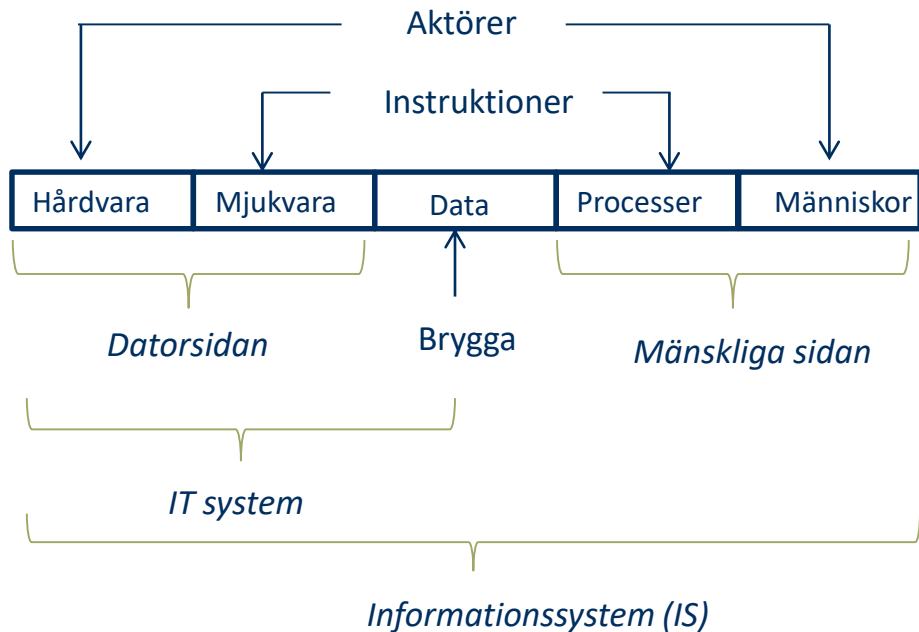 Aktörer
Instruktioner
Hårdvara
Mjukvara
Data
Processer
Människor
Datorsidan
Brygga
Mänskliga sidan
IT system
Informationssystem (IS)